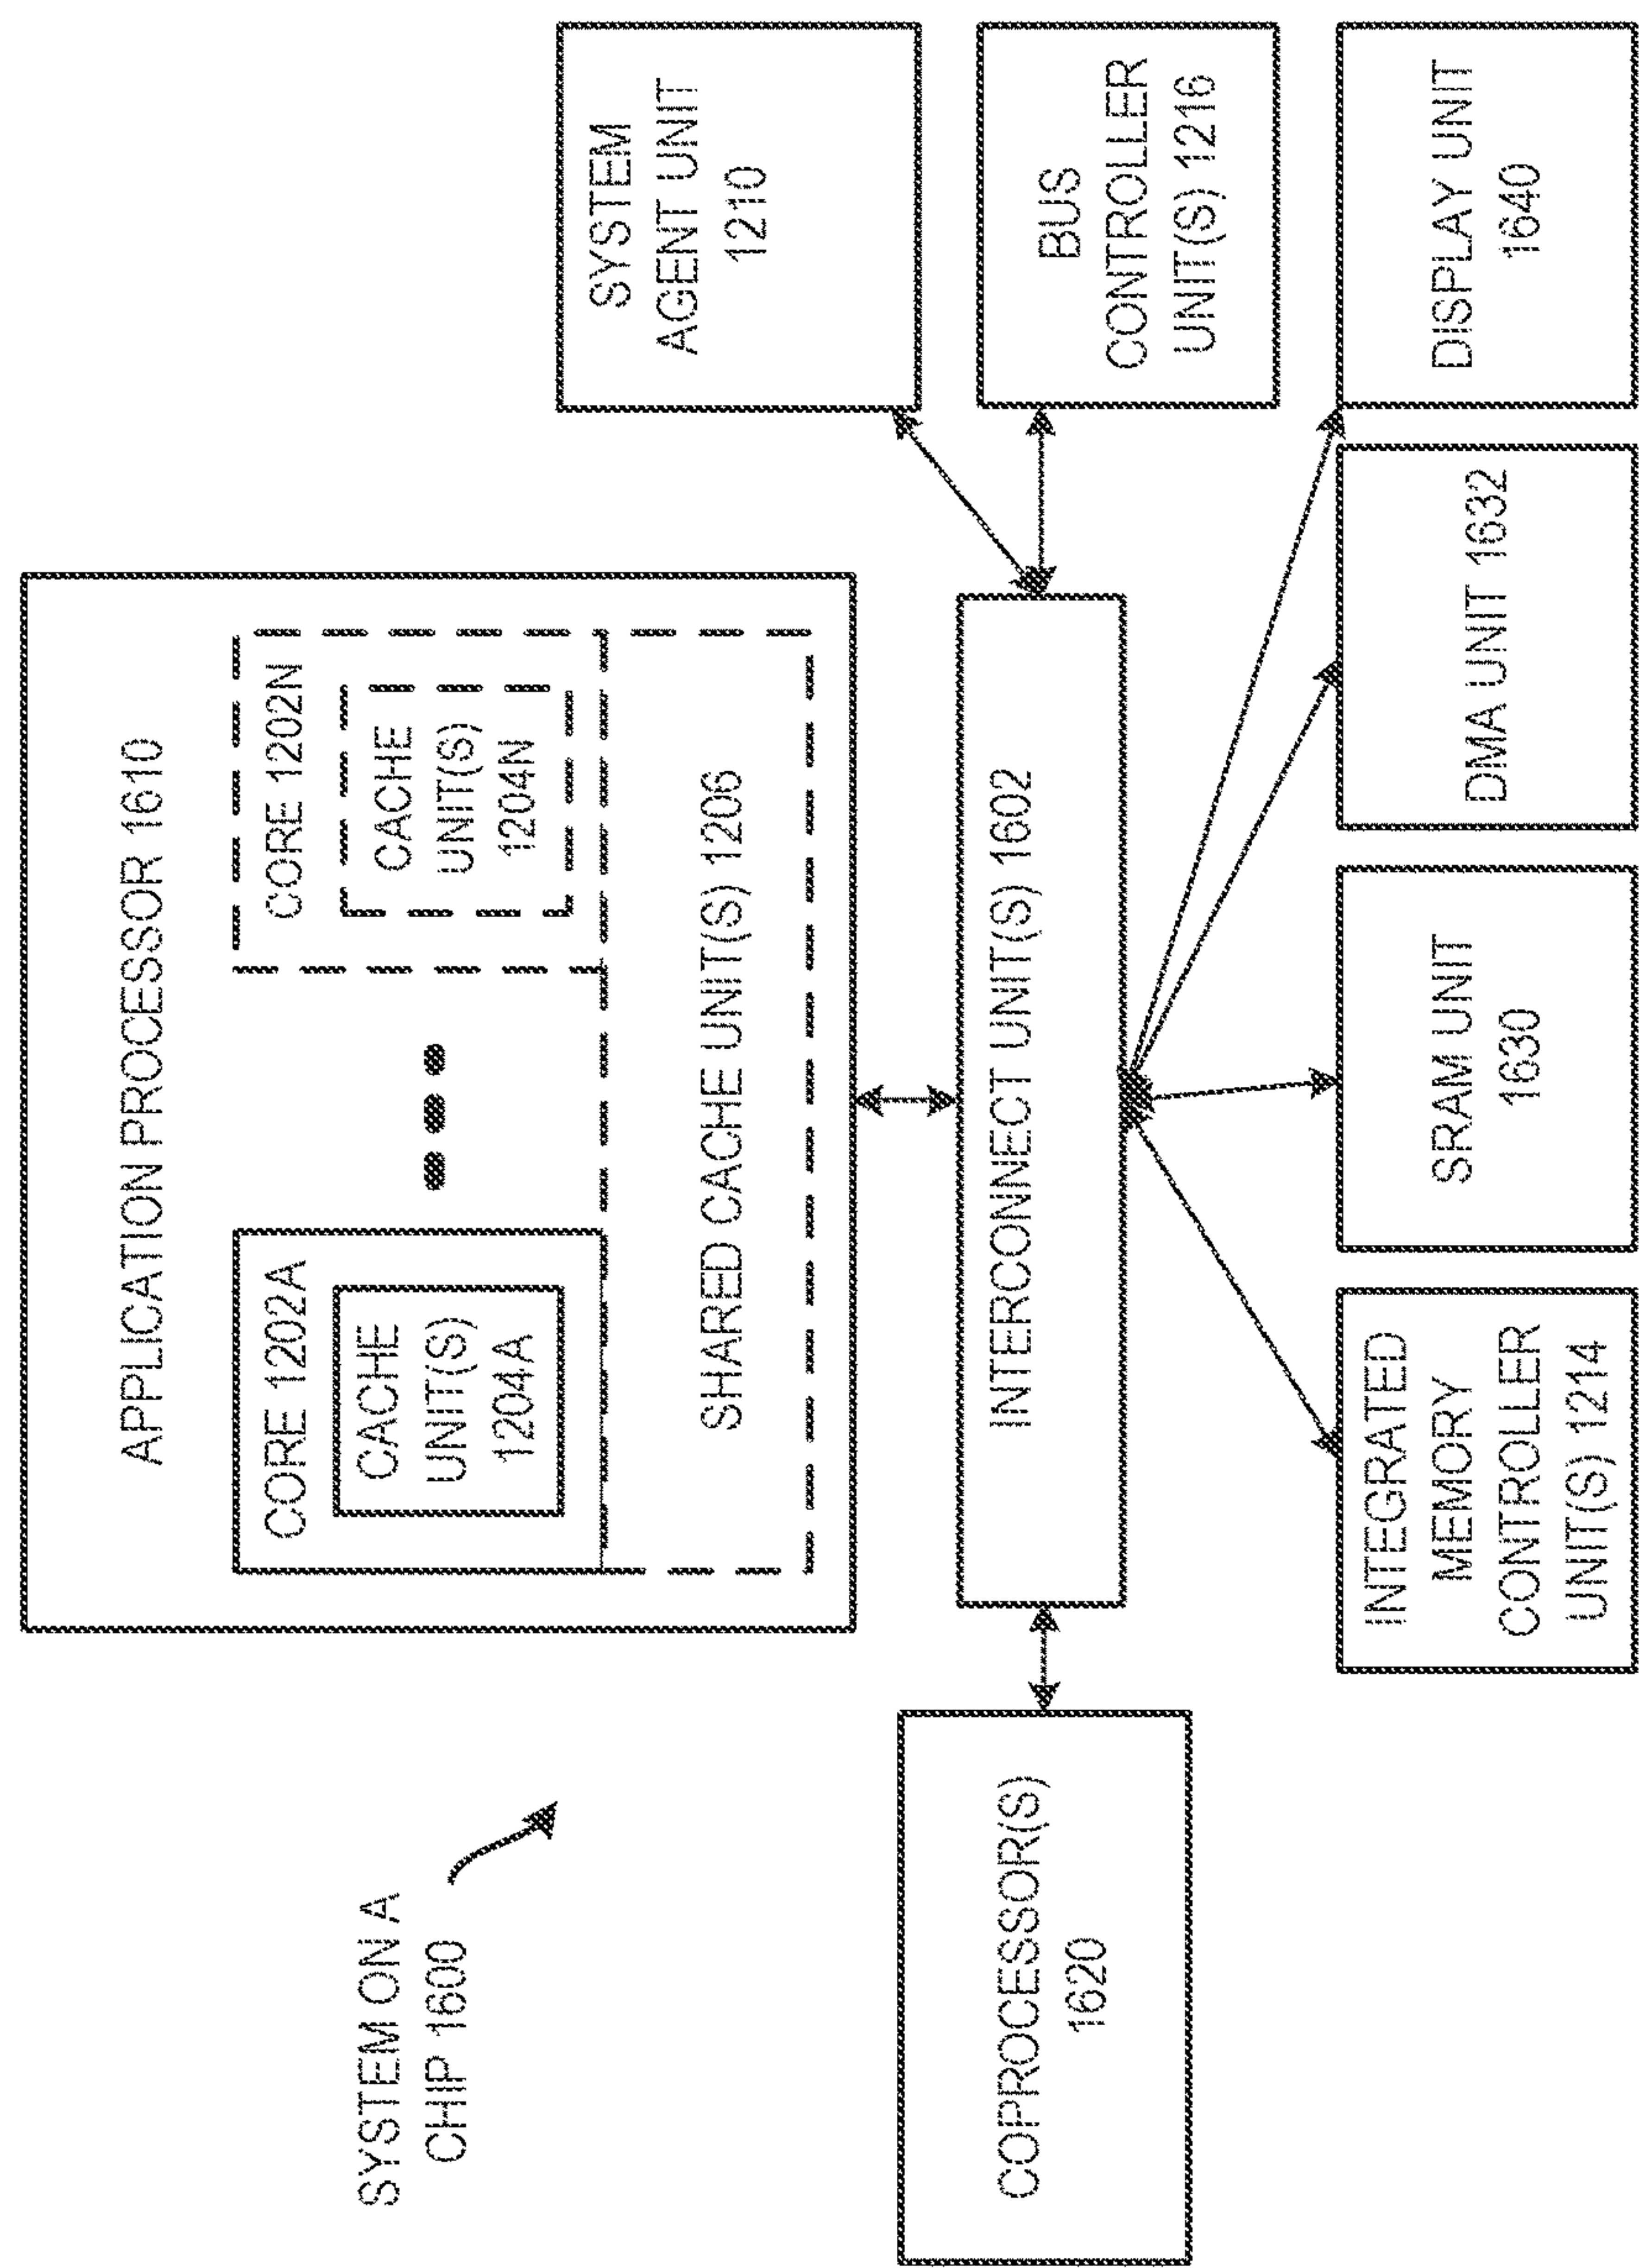 SYSTEM ON A
CHIP 1600
APPLICATION PROCESSOR 1610
CORE 1202A
CACHE
UNIT(S)
1204A
CORE 1202N
CACHE
UNIT(S)
1204N
SHARED CACHE UNIT(S) 1206
SYSTEM
AGENT UNIT
1210
COPROCESSOR(S)
1620
INTERCONNECT UNIT(S) 1602
BUS
CONTROLLER
UNIT(S) 1216
INTEGRATED
MEMORY
CONTROLLER
UNIT(S) 1214
SRAM UNIT
1630
DMA UNIT 1632
DISPLAY UNIT
1640